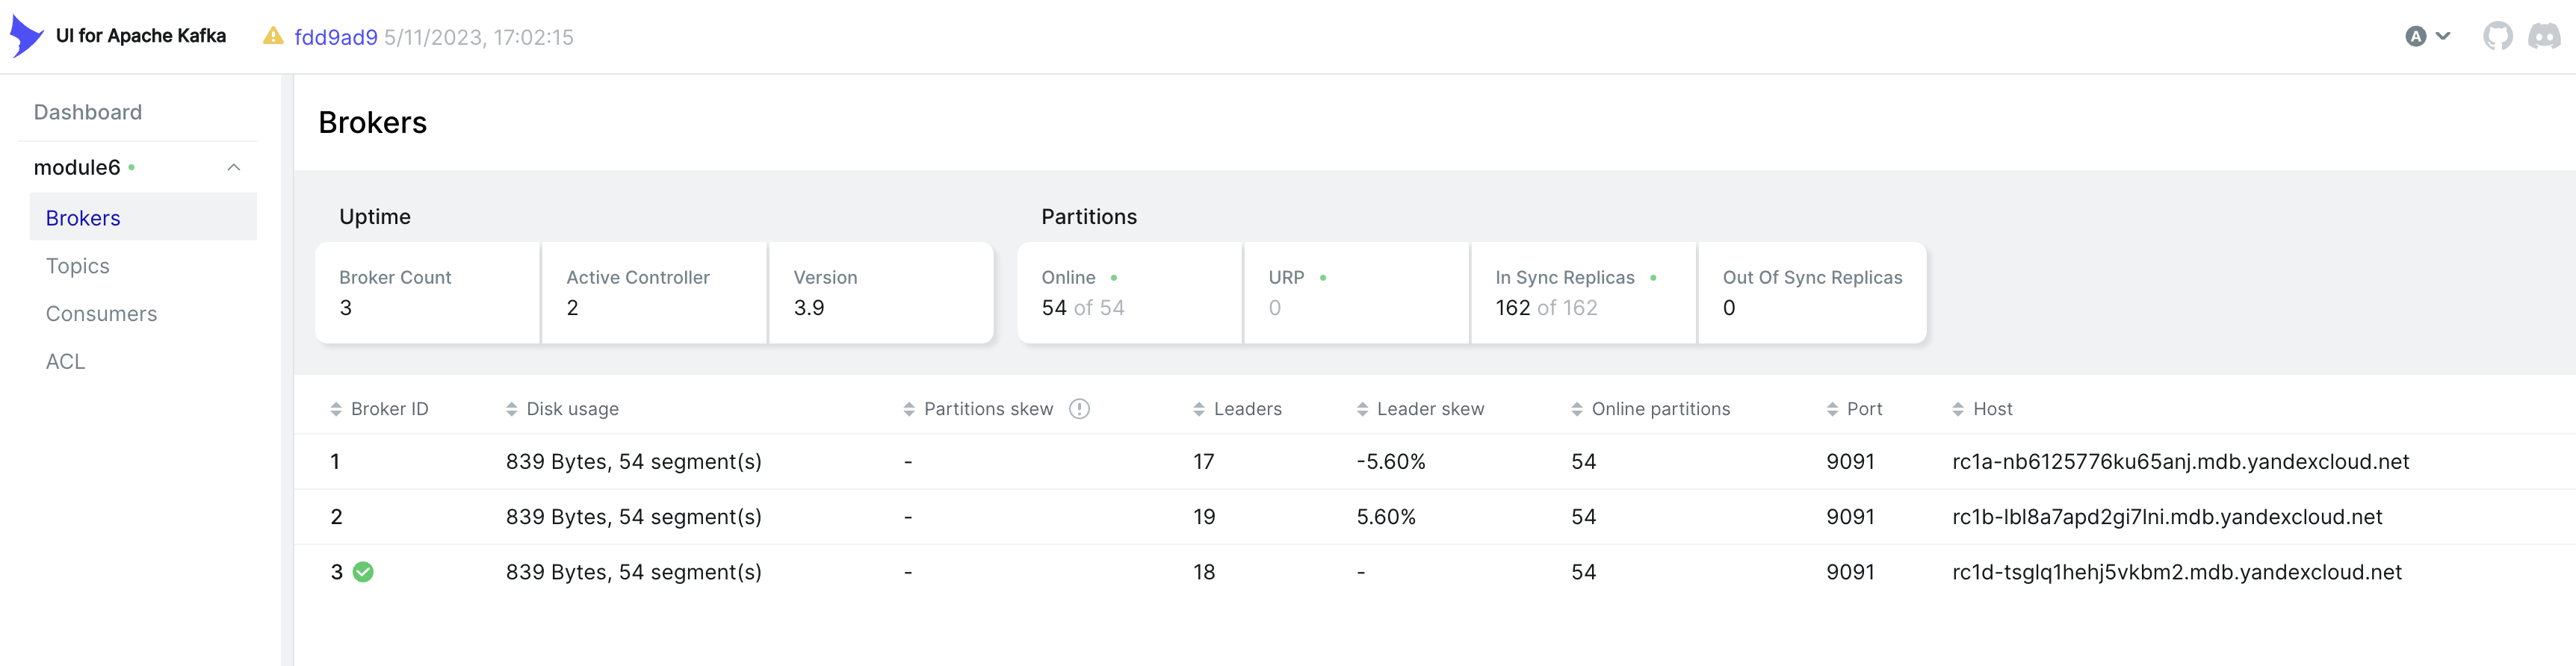 UI for Apache Kafka fdd9ad9 5/11/2023, 17:02:15 A
Dashboard
module6
Brokers
Topics
Consumers
ACL
Brokers
Uptime
Broker Count
3
Active Controller
2
Version
3.9
Partitions
Online
54 of 54
URP
0
In Sync Replicas
162 of 162
Out Of Sync Replicas
0
Broker ID Disk usage Partitions skew Leaders Leader skew Online partitions Port Host
1 839 Bytes, 54 segment(s) - 17 -5.60% 54 9091 rc1a-nb6125776ku65anj.mdb.yandexcloud.net
2 839 Bytes, 54 segment(s) - 19 5.60% 54 9091 rc1b-lbl8a7apd2gi7lni.mdb.yandexcloud.net
3 839 Bytes, 54 segment(s) - 18 - 54 9091 rc1d-tsglq1hehj5vkbm2.mdb.yandexcloud.net